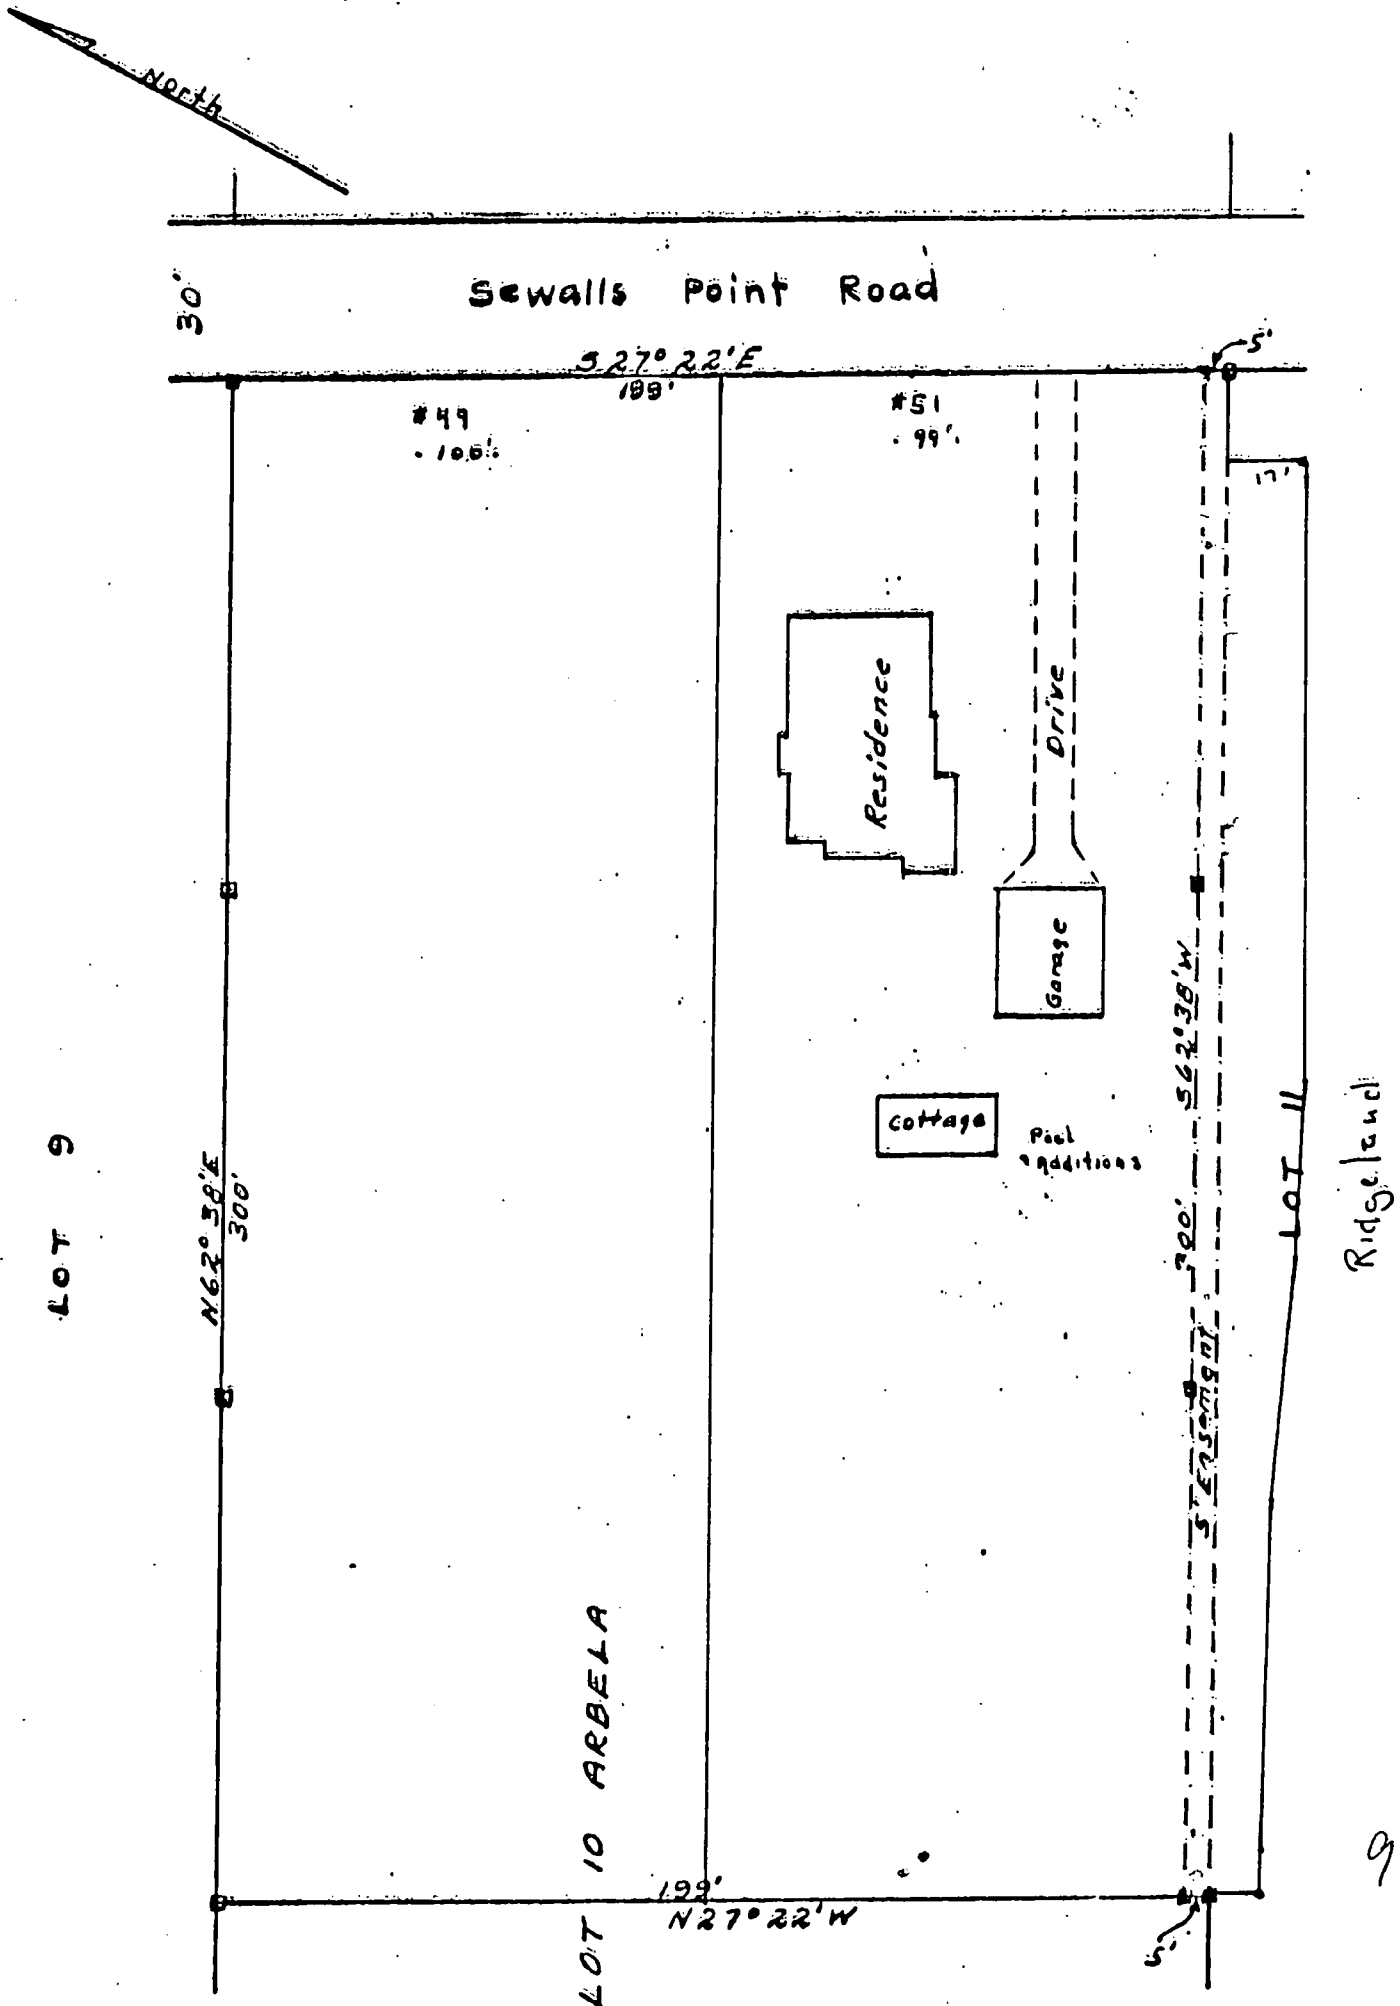 North
30'
Sewalls Point Road
S 27° 22' E
199'
5'
#49
100'
#51
99'
17'
Residence
Drive
Garage
Cottage
Pool
additions
S 62° 38' W
300'
5' Easement
LOT 11
Ridgeland
LOT 9
N 62° 38' E
300'
LOT 10 ARBELA
199'
N 27° 22' W
5'
9